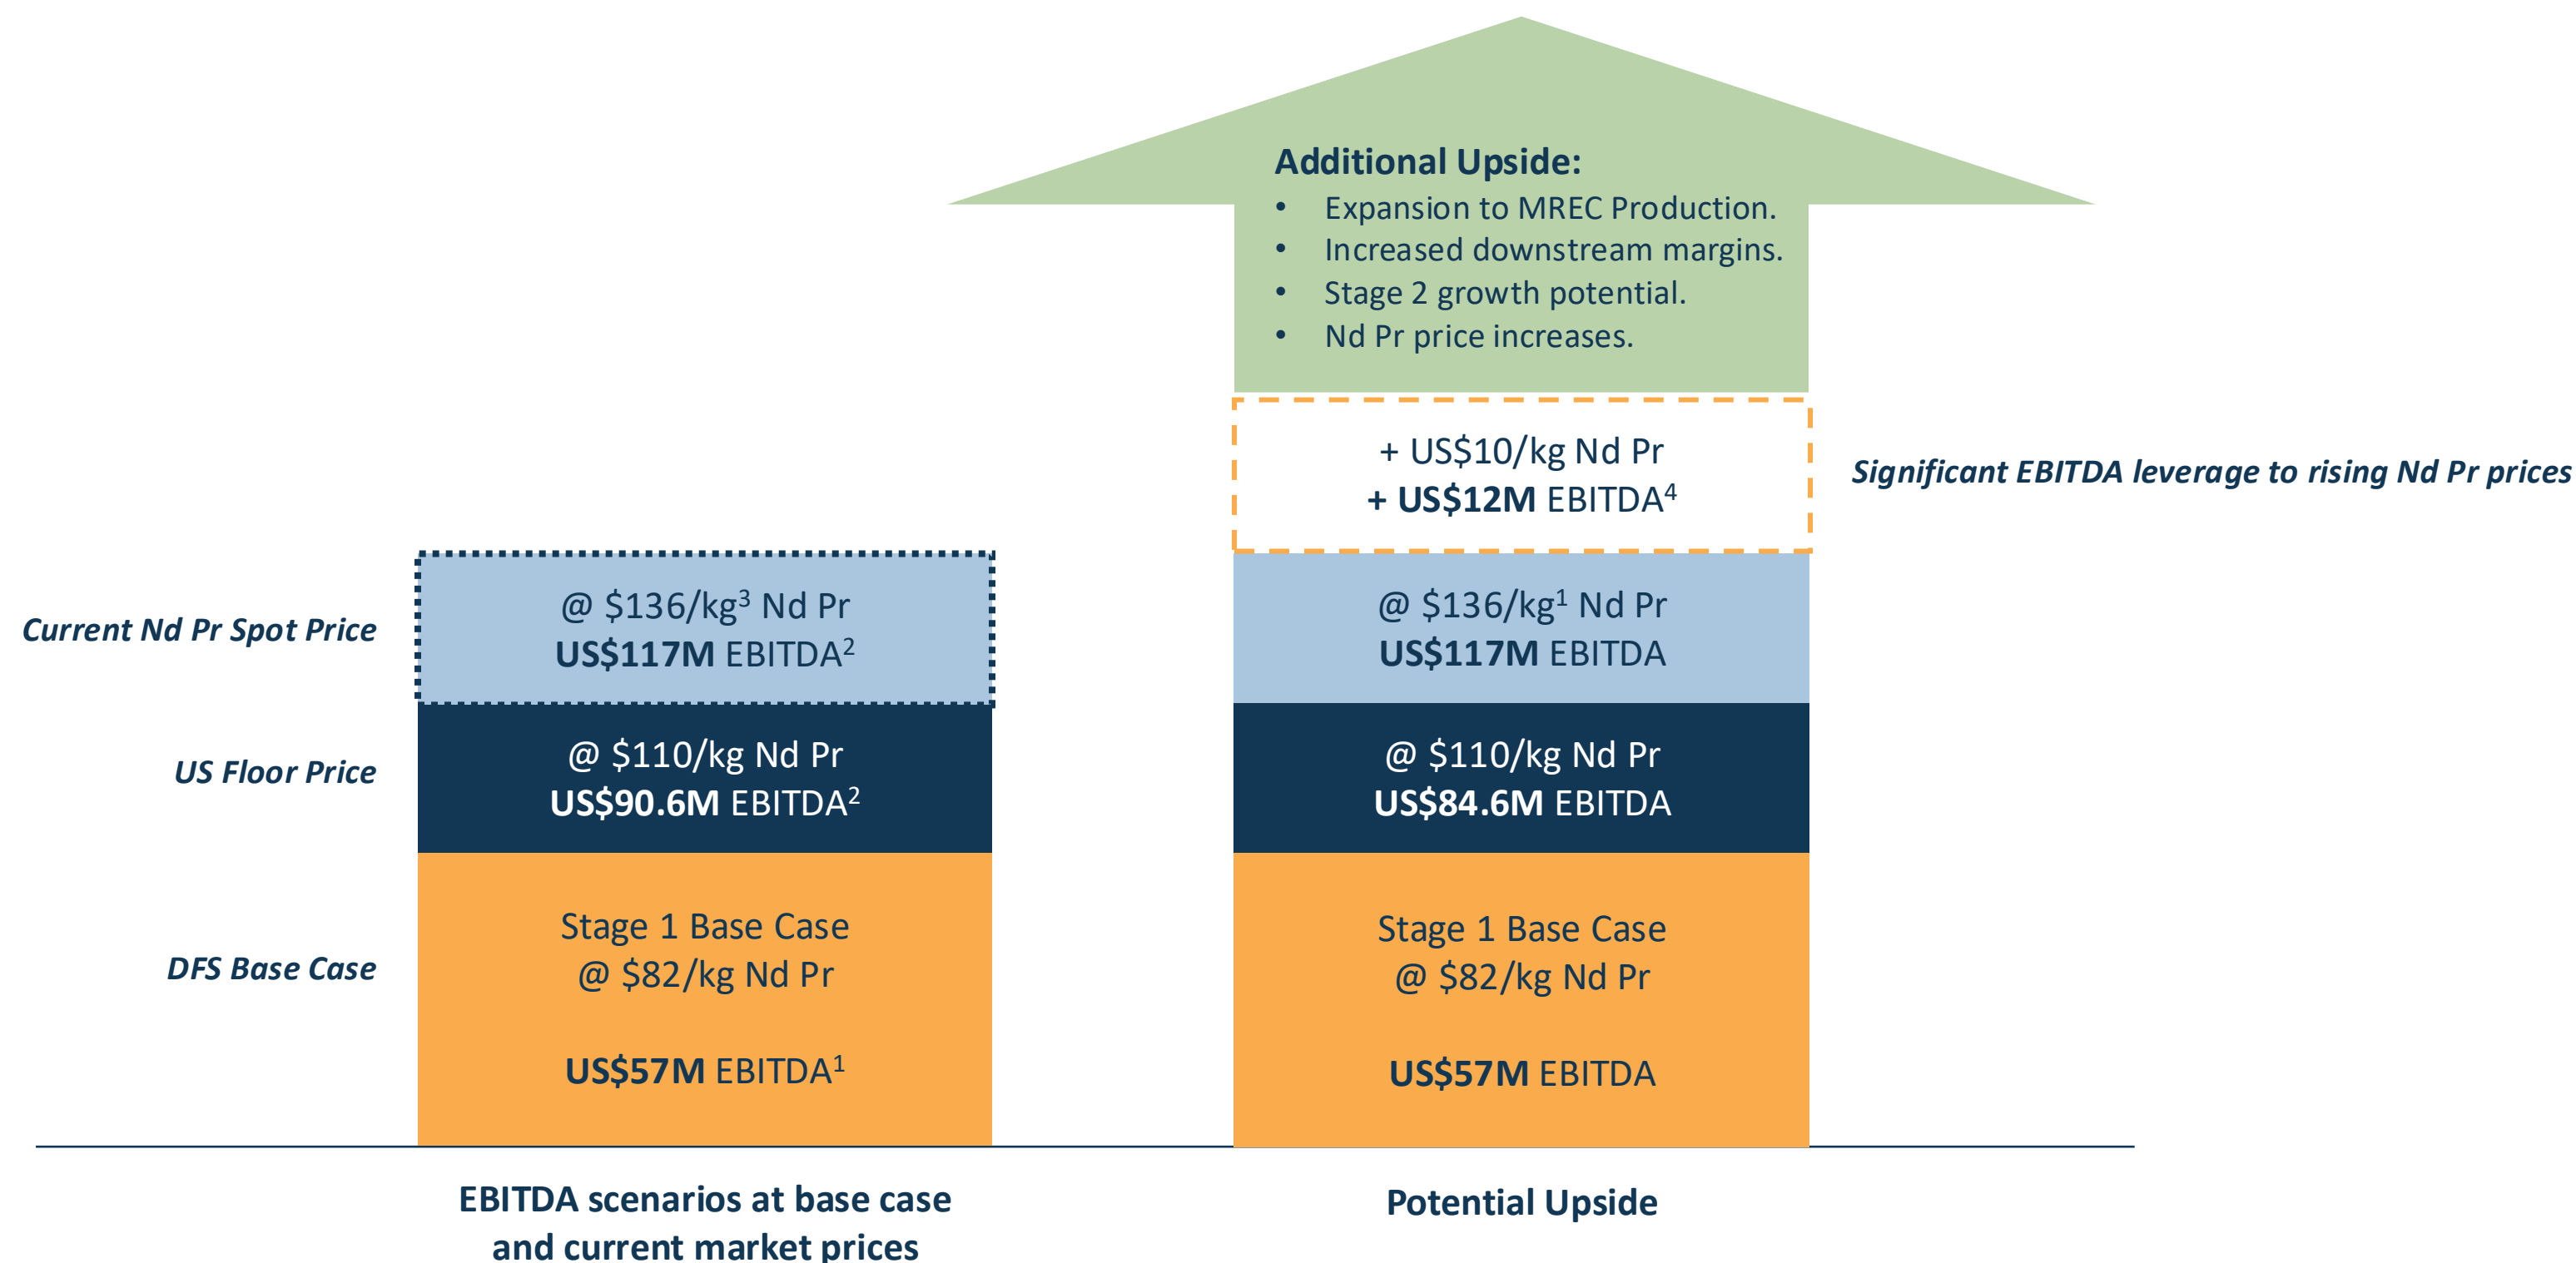 Additional Upside:
• Expansion to MREC Production.
• Increased downstream margins.
• Stage 2 growth potential.
• Nd Pr price increases.
+ US$10/kg Nd Pr
+ US$12M EBITDA⁴
Significant EBITDA leverage to rising Nd Pr prices
Current Nd Pr Spot Price
@ $136/kg³ Nd Pr
US$117M EBITDA²
@ $136/kg¹ Nd Pr
US$117M EBITDA
US Floor Price
@ $110/kg Nd Pr
US$90.6M EBITDA²
@ $110/kg Nd Pr
US$84.6M EBITDA
DFS Base Case
Stage 1 Base Case
@ $82/kg Nd Pr
US$57M EBITDA¹
Stage 1 Base Case
@ $82/kg Nd Pr
US$57M EBITDA
EBITDA scenarios at base case
and current market prices
Potential Upside